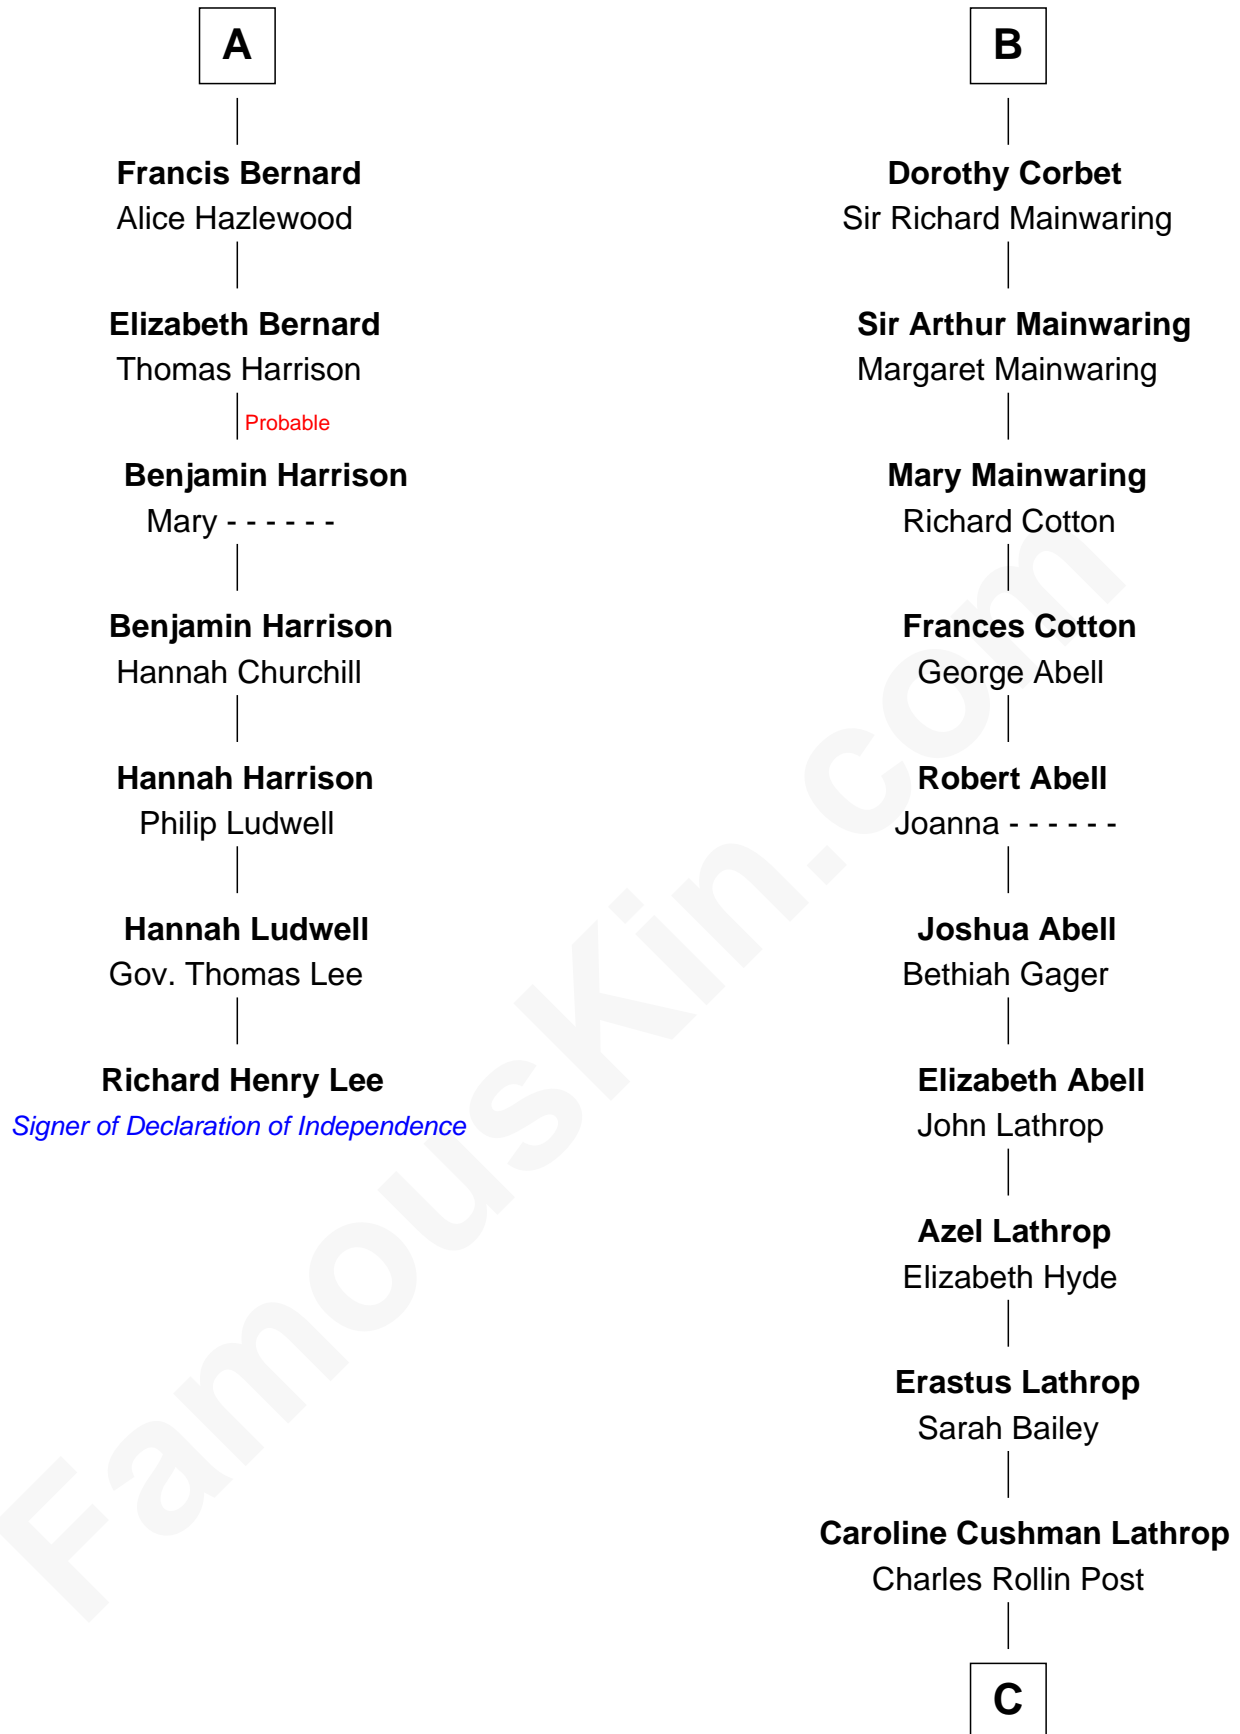 A
Francis Bernard
Alice Hazlewood
Elizabeth Bernard
Thomas Harrison
Probable
Benjamin Harrison
Mary - - - - - -
Benjamin Harrison
Hannah Churchill
Hannah Harrison
Philip Ludwell
Hannah Ludwell
Gov. Thomas Lee
Richard Henry Lee
Signer of Declaration of Independence
B
Dorothy Corbet
Sir Richard Mainwaring
Sir Arthur Mainwaring
Margaret Mainwaring
Mary Mainwaring
Richard Cotton
Frances Cotton
George Abell
Robert Abell
Joanna - - - - - -
Joshua Abell
Bethiah Gager
Elizabeth Abell
John Lathrop
Azel Lathrop
Elizabeth Hyde
Erastus Lathrop
Sarah Bailey
Caroline Cushman Lathrop
Charles Rollin Post
C
FamousKin.com